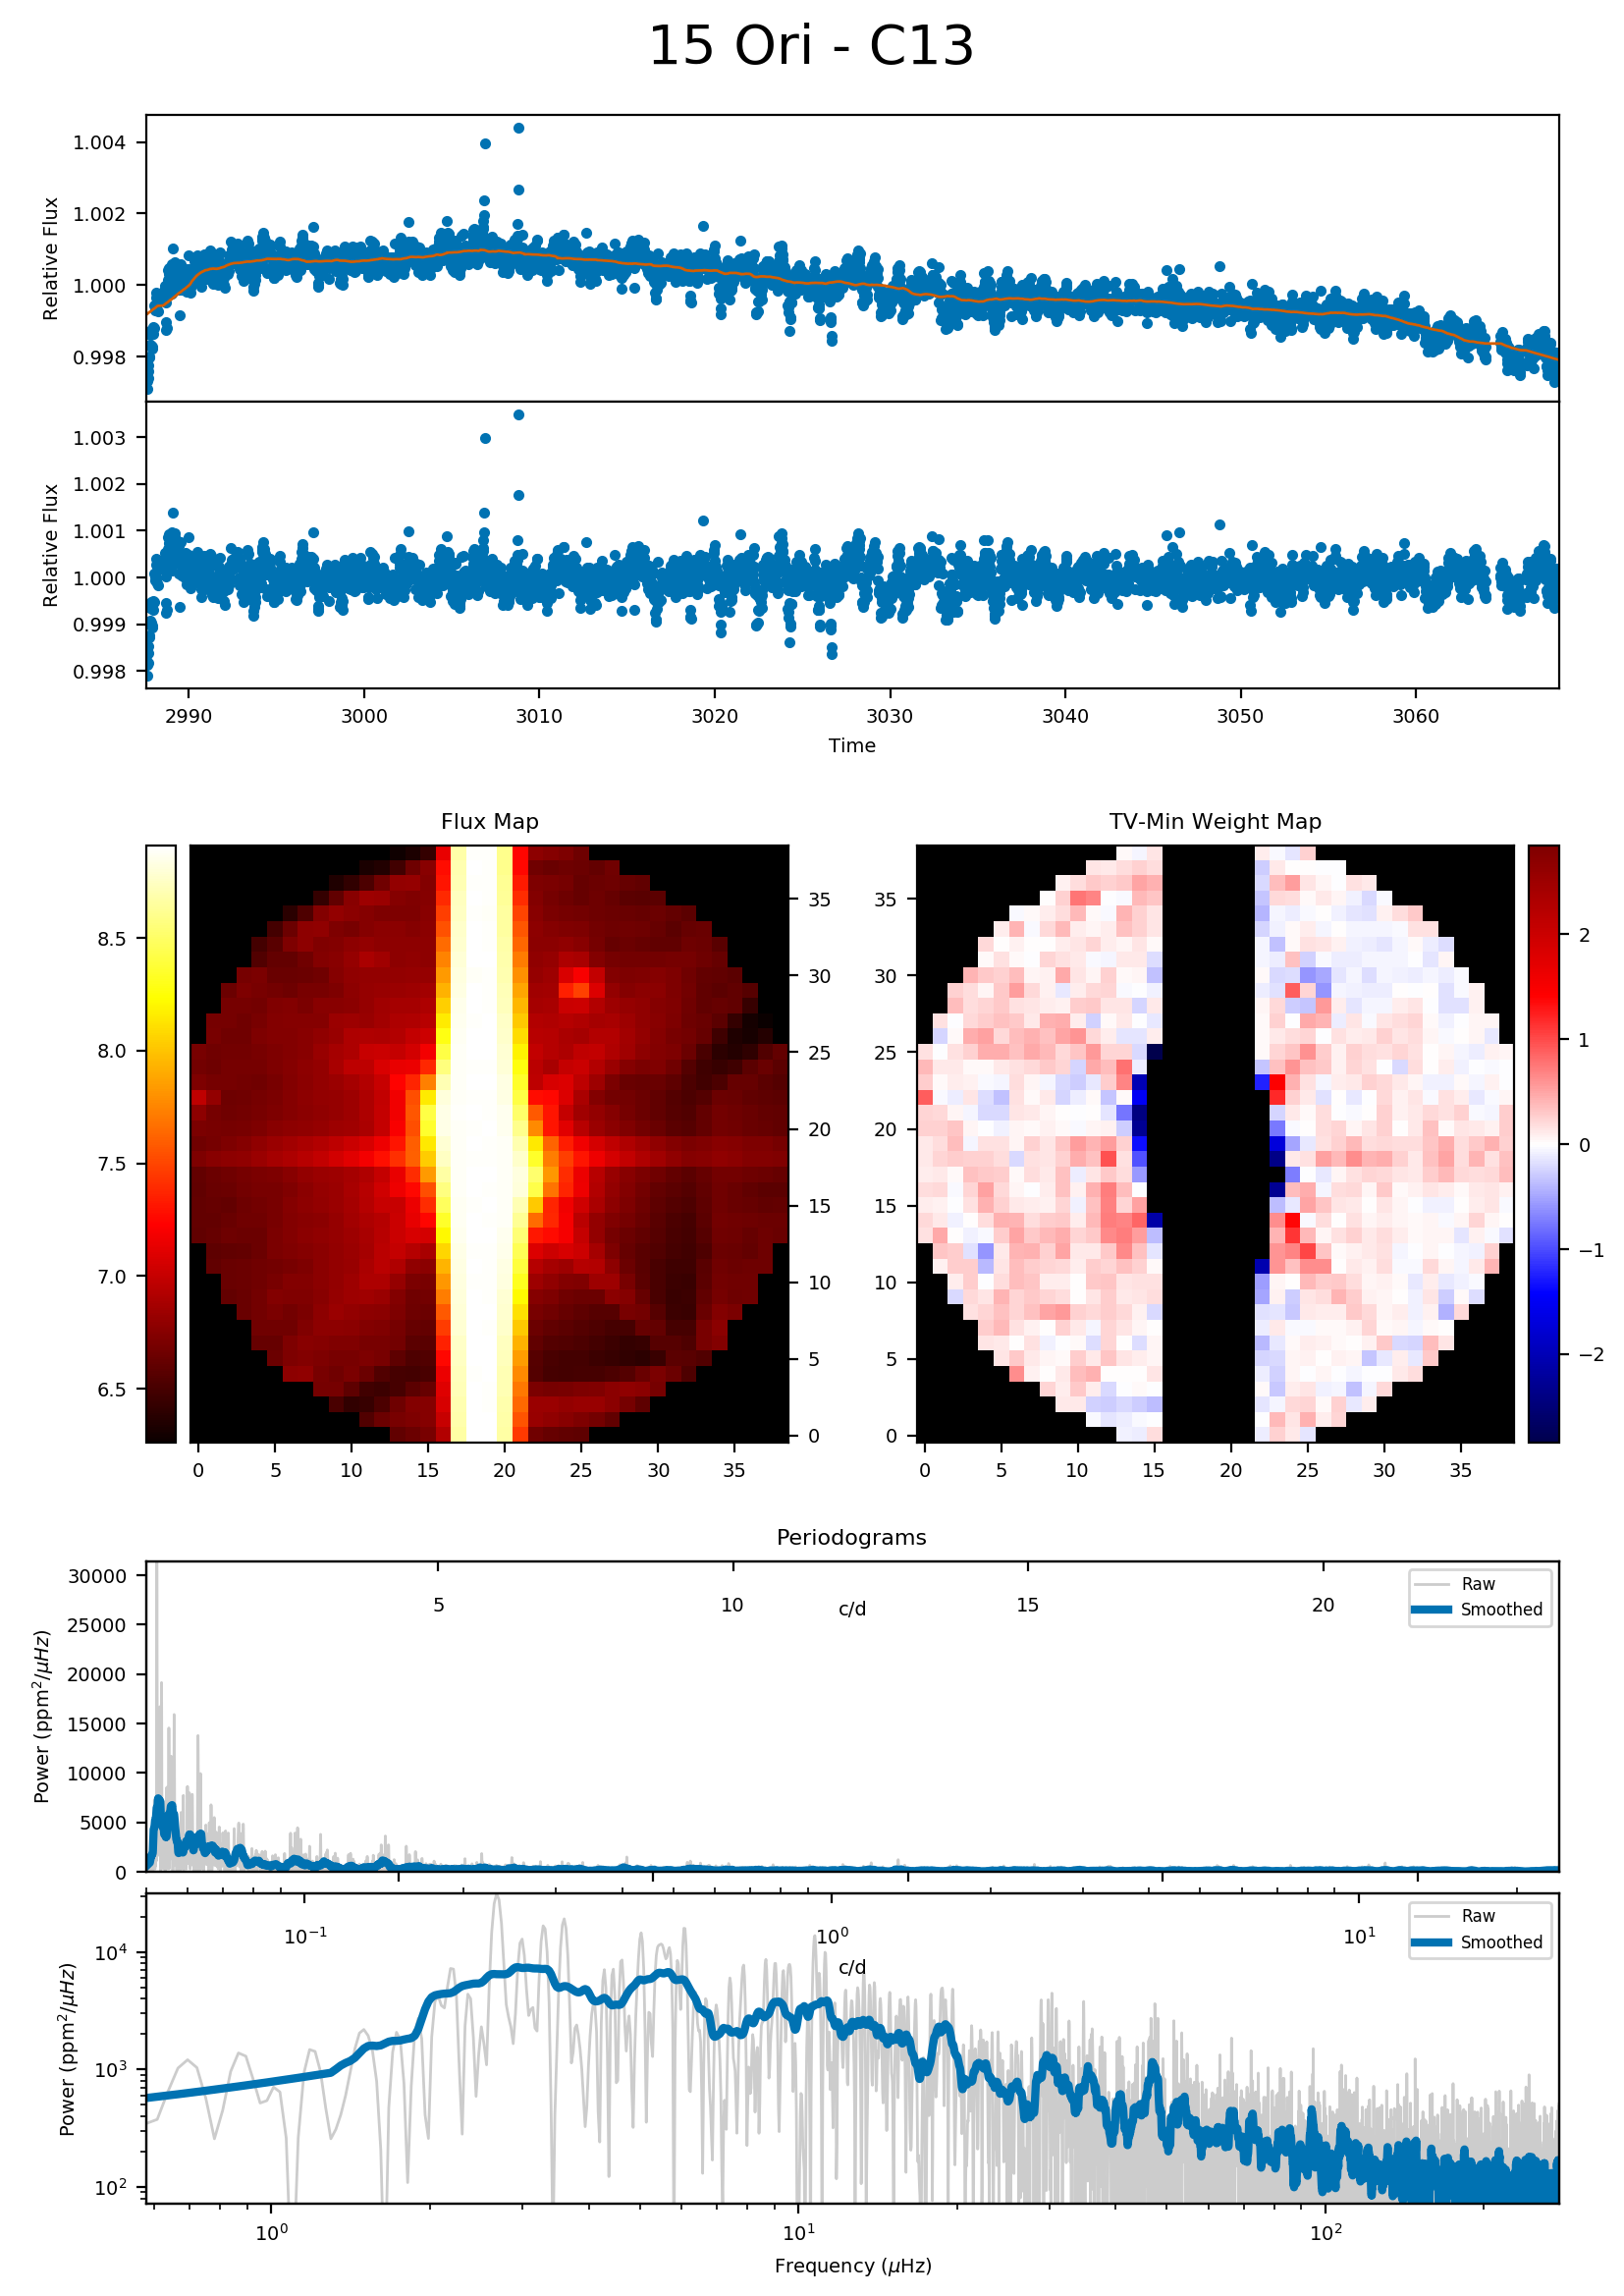 15 Ori - C13
1.004
1.002
1.000
0.998
Relative Flux
1.003
1.002
1.001
1.000
0.999
0.998
Relative Flux
2990 3000 3010 3020 3030 3040 3050 3060
Time
Flux Map
8.5
8.0
7.5
7.0
6.5
35
30
25
20
15
10
5
0
0 5 10 15 20 25 30 35
TV-Min Weight Map
35
30
25
20
15
10
5
0
0 5 10 15 20 25 30 35
2
1
0
−1
−2
Periodograms
30000
25000
20000
15000
10000
5000
0
Power (ppm²/μHz)
5 10 15 20
c/d
Raw
Smoothed
10⁻¹ 10⁰ 10¹
c/d
Raw
Smoothed
10⁴
10³
10²
Power (ppm²/μHz)
10⁰ 10¹ 10²
Frequency (μHz)